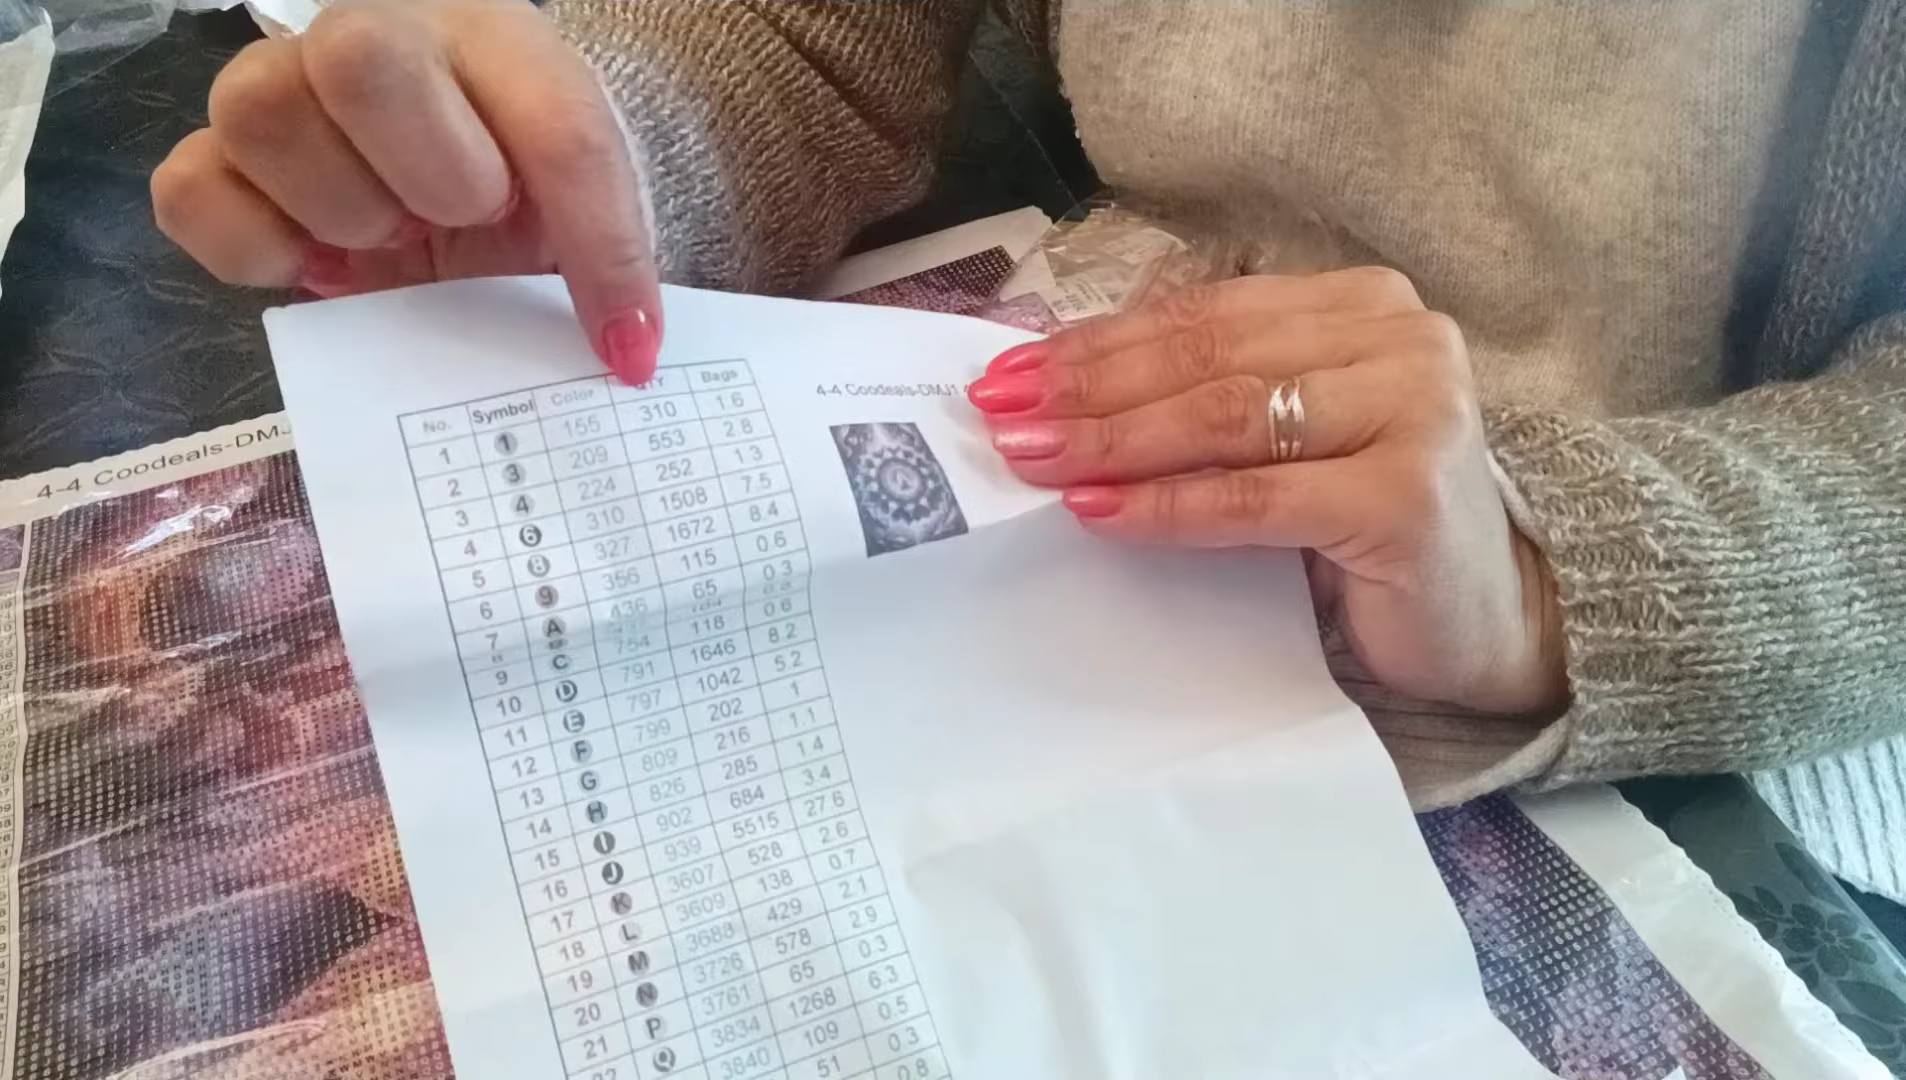 No. Symbol Color QTY Bags
1 1 155 310 1.6
2 3 209 553 2.8
3 4 224 252 1.3
4 6 310 1508 7.5
5 8 327 1672 8.4
6 9 356 115 0.6
7 A 436 65 0.3
9 C 754 118 0.6
10 D 791 1646 8.2
11 E 797 1042 5.2
12 F 799 202 1
13 G 809 216 1.1
14 H 826 285 1.4
15 I 902 684 3.4
16 J 939 5515 27.6
17 K 3607 528 2.6
18 L 3609 138 0.7
19 M 3688 429 2.1
20 N 3726 578 2.9
21 P 3761 65 0.3
22 Q 3834 1268 6.3
3840 109 0.5
51 0.3
0.8
4-4 Coodeals-DMJ1
4-4 Coodeals-DMJ